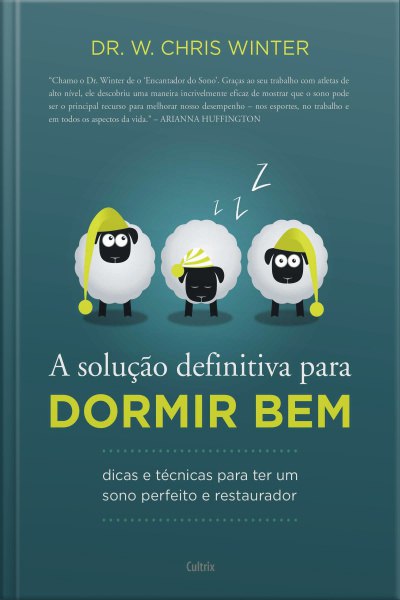 DR. W. CHRIS WINTER
“Chamo o Dr. Winter de o ‘Encantador do Sono’. Graças ao seu trabalho com atletas de
alto nível, ele descobriu uma maneira incrivelmente eficaz de mostrar que o sono pode
ser o principal recurso para melhorar nosso desempenho – nos esportes, no trabalho e
em todos os aspectos da vida.” – ARIANNA HUFFINGTON
Z Z Z
A solução definitiva para
DORMIR BEM
dicas e técnicas para ter um
sono perfeito e restaurador
Cultrix